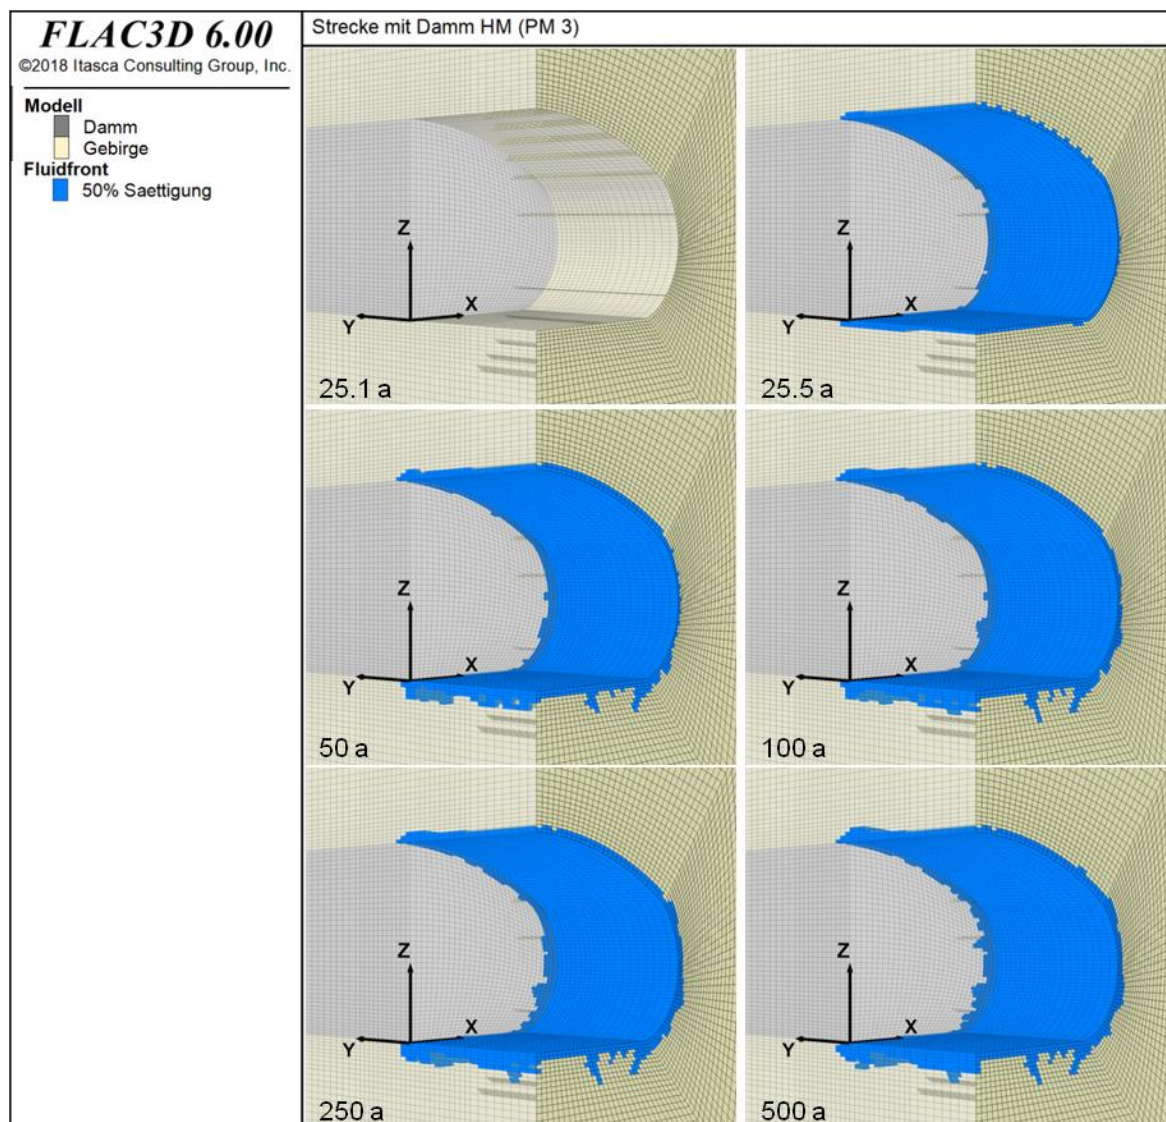 FLAC3D 6.00
©2018 Itasca Consulting Group, Inc.
Modell
Damm
Gebirge
Fluidfront
50% Saettigung
Strecke mit Damm HM (PM 3)
Z
X
Y
25.1 a
Z
X
Y
25.5 a
Z
X
Y
50 a
Z
X
Y
100 a
Z
X
Y
250 a
Z
X
Y
500 a